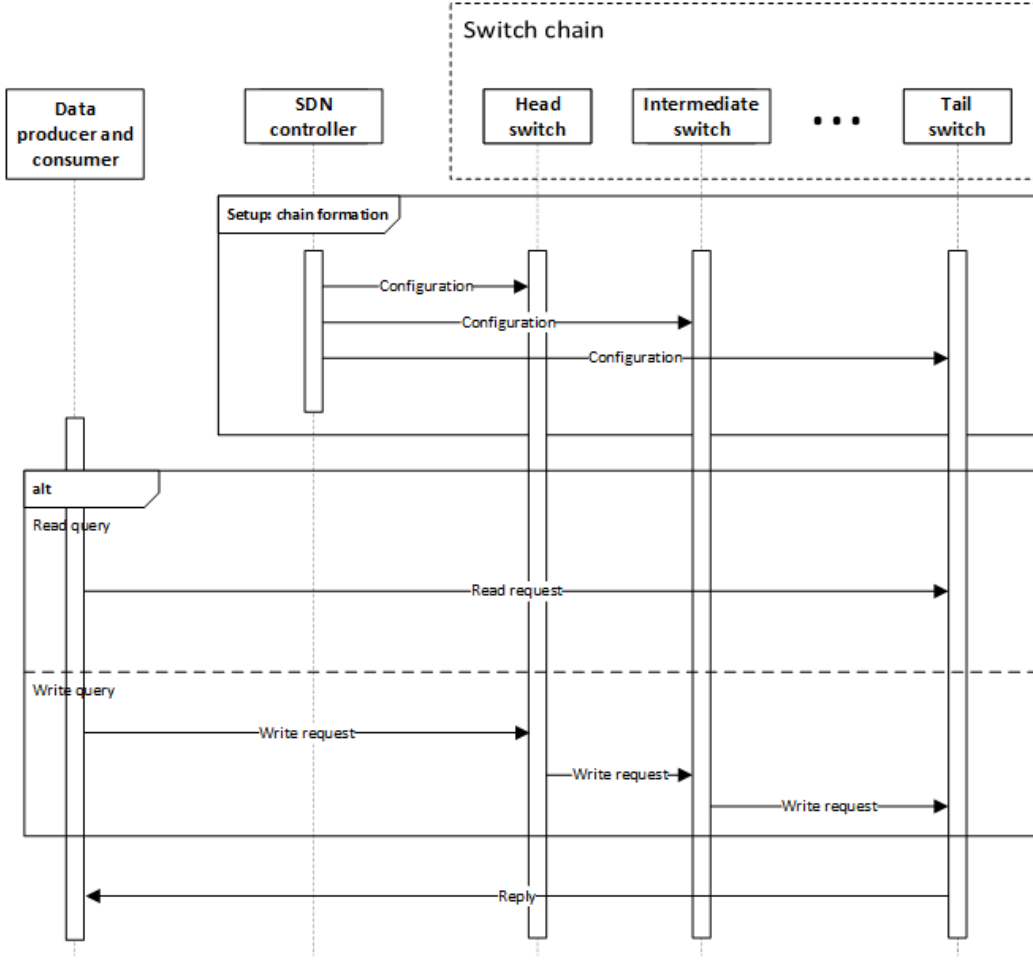 Switch chain
Data
producer and
consumer
SDN
controller
Head
switch
Intermediate
switch
...
Tail
switch
Setup: chain formation
Configuration
Configuration
Configuration
alt
Read query
Read request
Write query
Write request
Write request
Write request
Reply